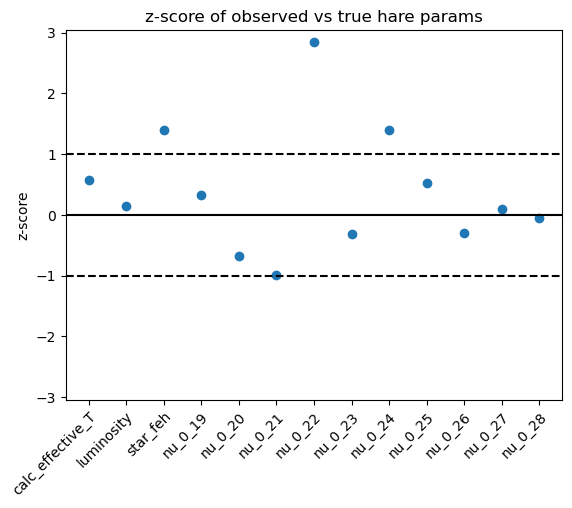 z-score of observed vs true hare params
3
2
1
0
−1
−2
−3
z-score
calc_effective_T
luminosity
star_feh
nu_0_19
nu_0_20
nu_0_21
nu_0_22
nu_0_23
nu_0_24
nu_0_25
nu_0_26
nu_0_27
nu_0_28